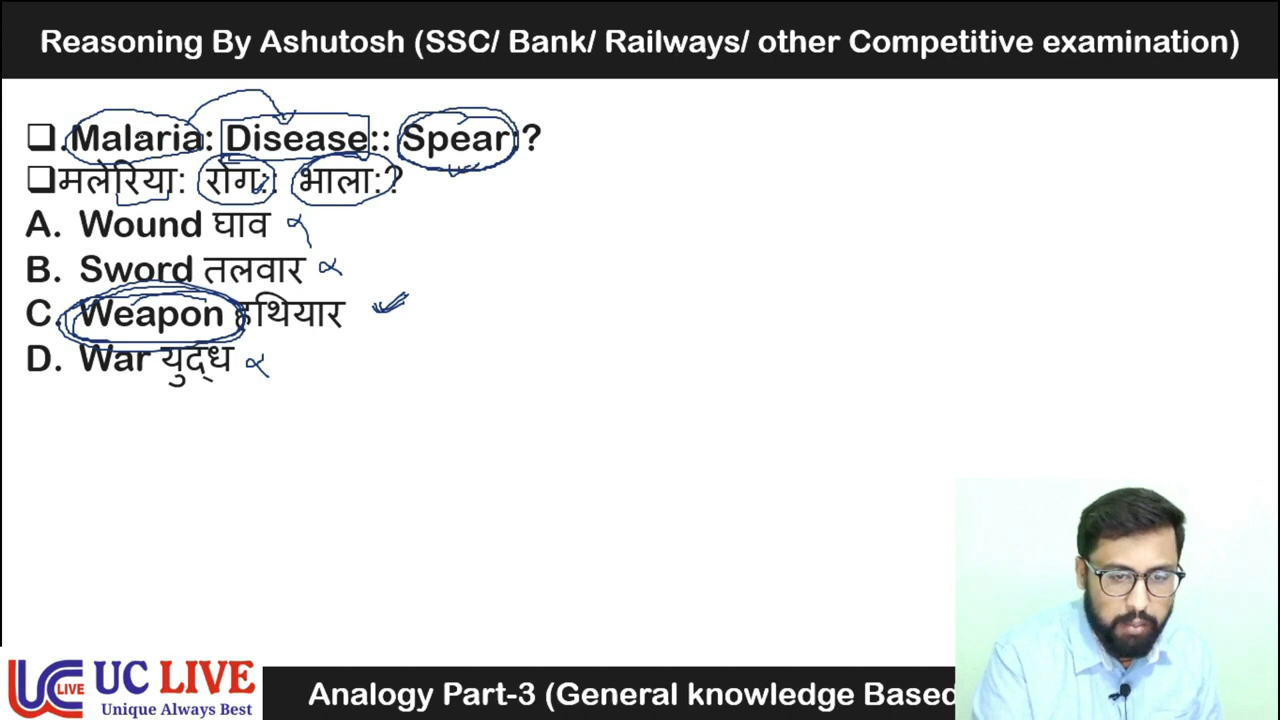 Reasoning By Ashutosh (SSC/ Bank/ Railways/ other Competitive examination)
❑.Malaria: Disease:: Spear:?
❑मलेरिया: रोग:: भाला:?
A. Wound घाव
B. Sword तलवार
C. Weapon हथियार
D. War युद्ध
UC LIVE
LIVE
Unique Always Best
Analogy Part-3 (General knowledge Based